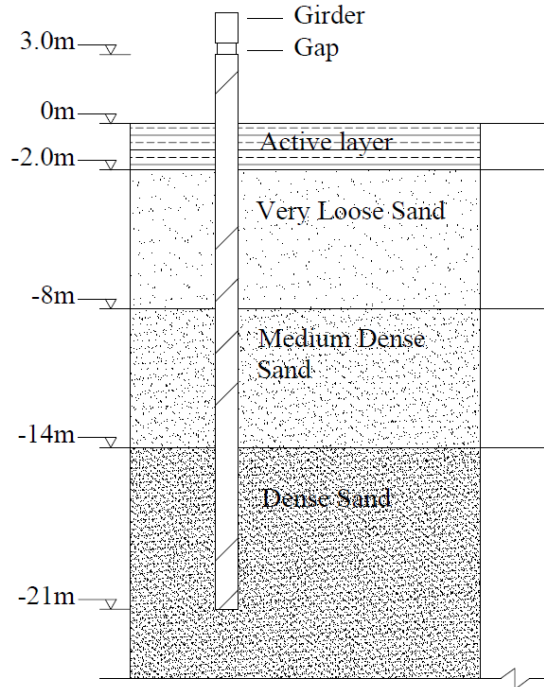 Girder
3.0m
Gap
0m
Active layer
-2.0m
Very Loose Sand
-8m
Medium Dense
Sand
-14m
Dense Sand
-21m